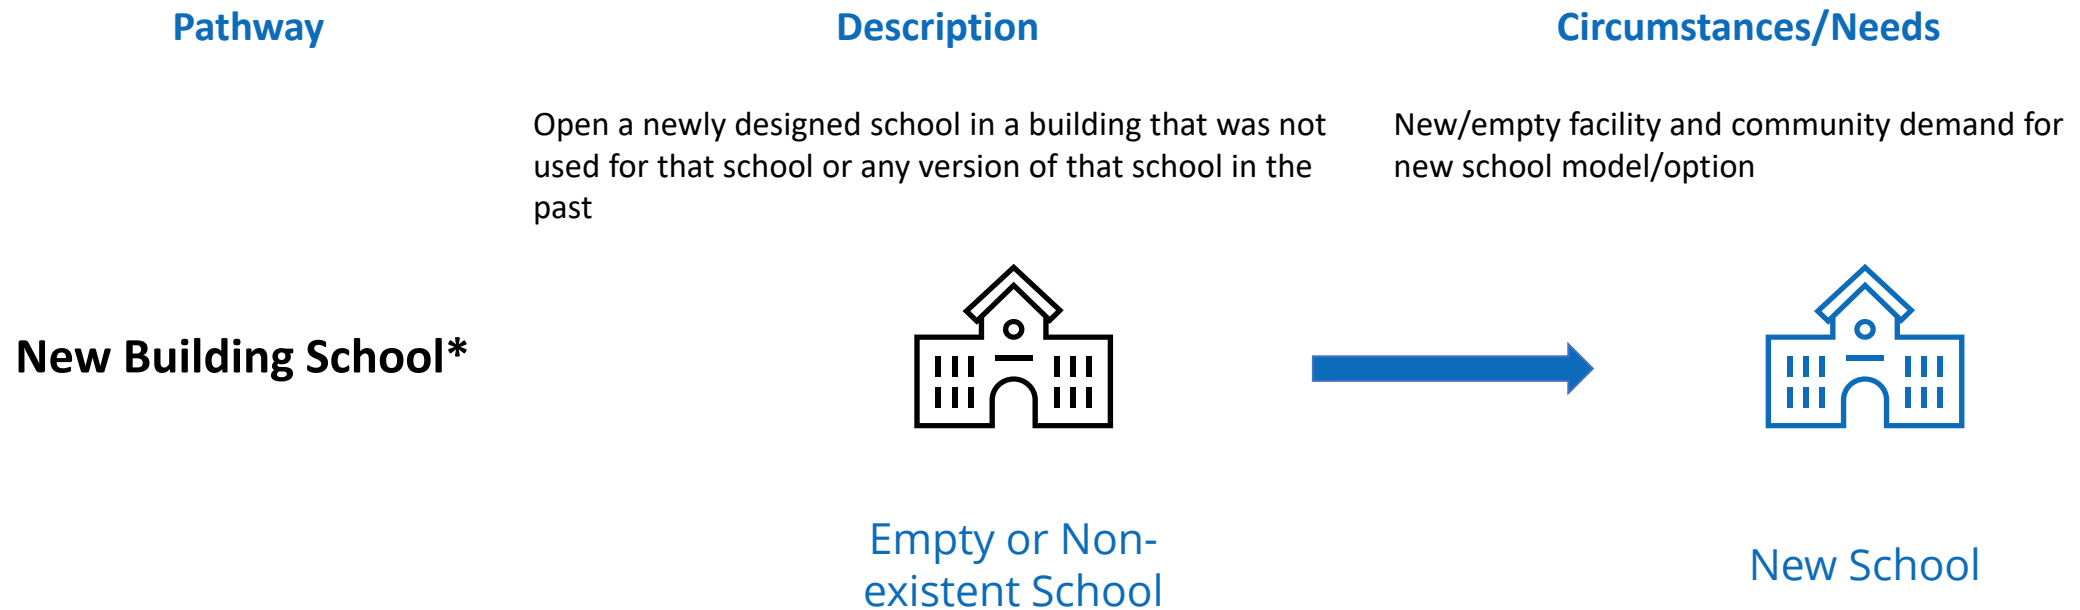 Pathway
Description
Circumstances/Needs
Open a newly designed school in a building that was not
used for that school or any version of that school in the
past
New/empty facility and community demand for
new school model/option
New Building School*
Empty or Non-
existent School
New School